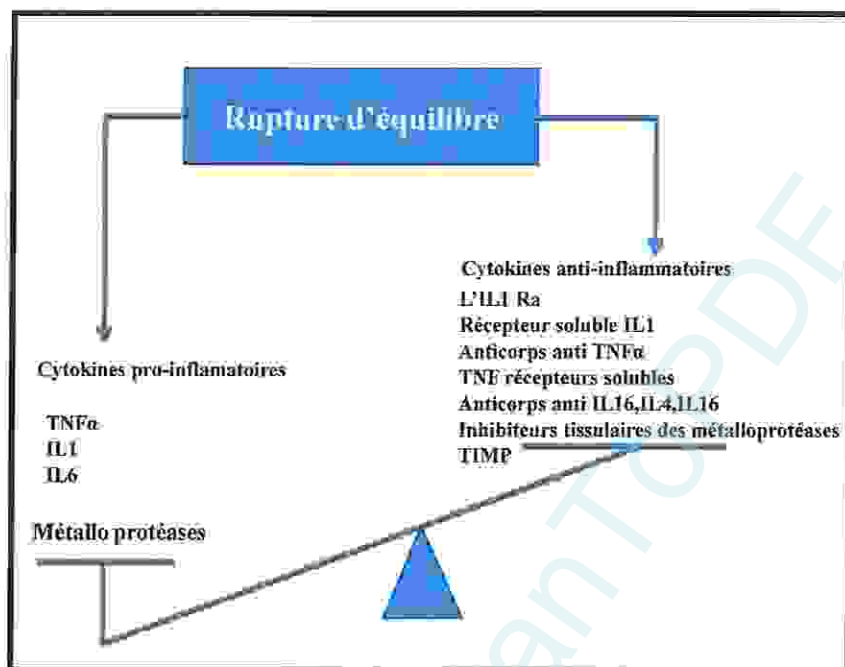 Rupture d'équilibre
Cytokines pro-inflamatoires
TNFα
IL1
IL6
Métallo protéases
Cytokines anti-inflammatoires
L'IL1 Ra
Récepteur soluble IL1
Anticorps anti TNFα
TNF récepteurs solubles
Anticorps anti IL16,IL4,IL16
Inhibiteurs tissulaires des métalloprotéases
TIMP
anToPDF